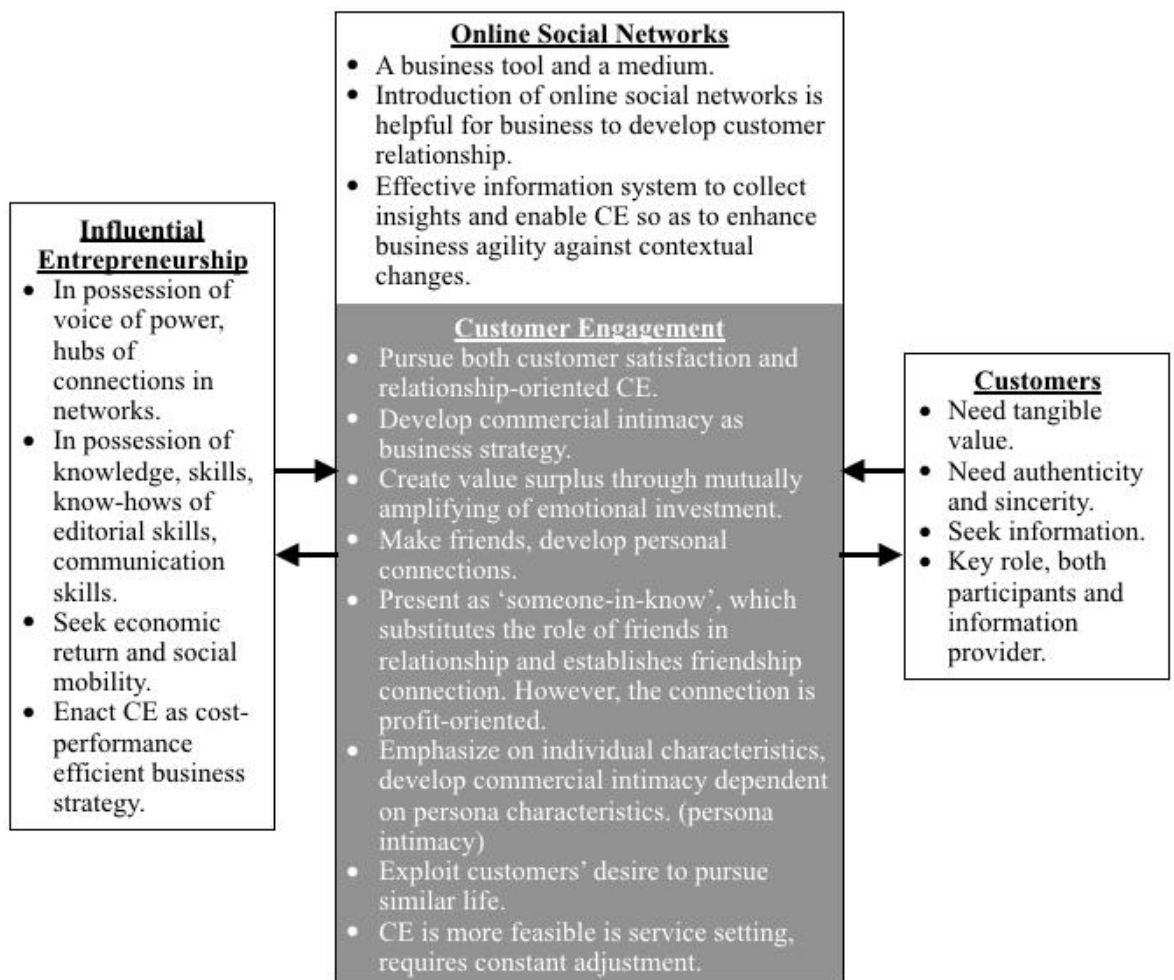 Online Social Networks
• A business tool and a medium.
• Introduction of online social networks is
helpful for business to develop customer
relationship.
• Effective information system to collect
insights and enable CE so as to enhance
business agility against contextual
changes.
Influential
Entrepreneurship
• In possession of
voice of power,
hubs of
connections in
networks.
• In possession of
knowledge, skills,
know-hows of
editorial skills,
communication
skills.
• Seek economic
return and social
mobility.
• Enact CE as cost-
performance
efficient business
strategy.
Customer Engagement
• Pursue both customer satisfaction and
relationship-oriented CE.
• Develop commercial intimacy as
business strategy.
• Create value surplus through mutually
amplifying of emotional investment.
• Make friends, develop personal
connections.
• Present as ‘someone-in-know’, which
substitutes the role of friends in
relationship and establishes friendship
connection. However, the connection is
profit-oriented.
• Emphasize on individual characteristics,
develop commercial intimacy dependent
on persona characteristics. (persona
intimacy)
• Exploit customers’ desire to pursue
similar life.
• CE is more feasible is service setting,
requires constant adjustment.
Customers
• Need tangible
value.
• Need authenticity
and sincerity.
• Seek information.
• Key role, both
participants and
information
provider.